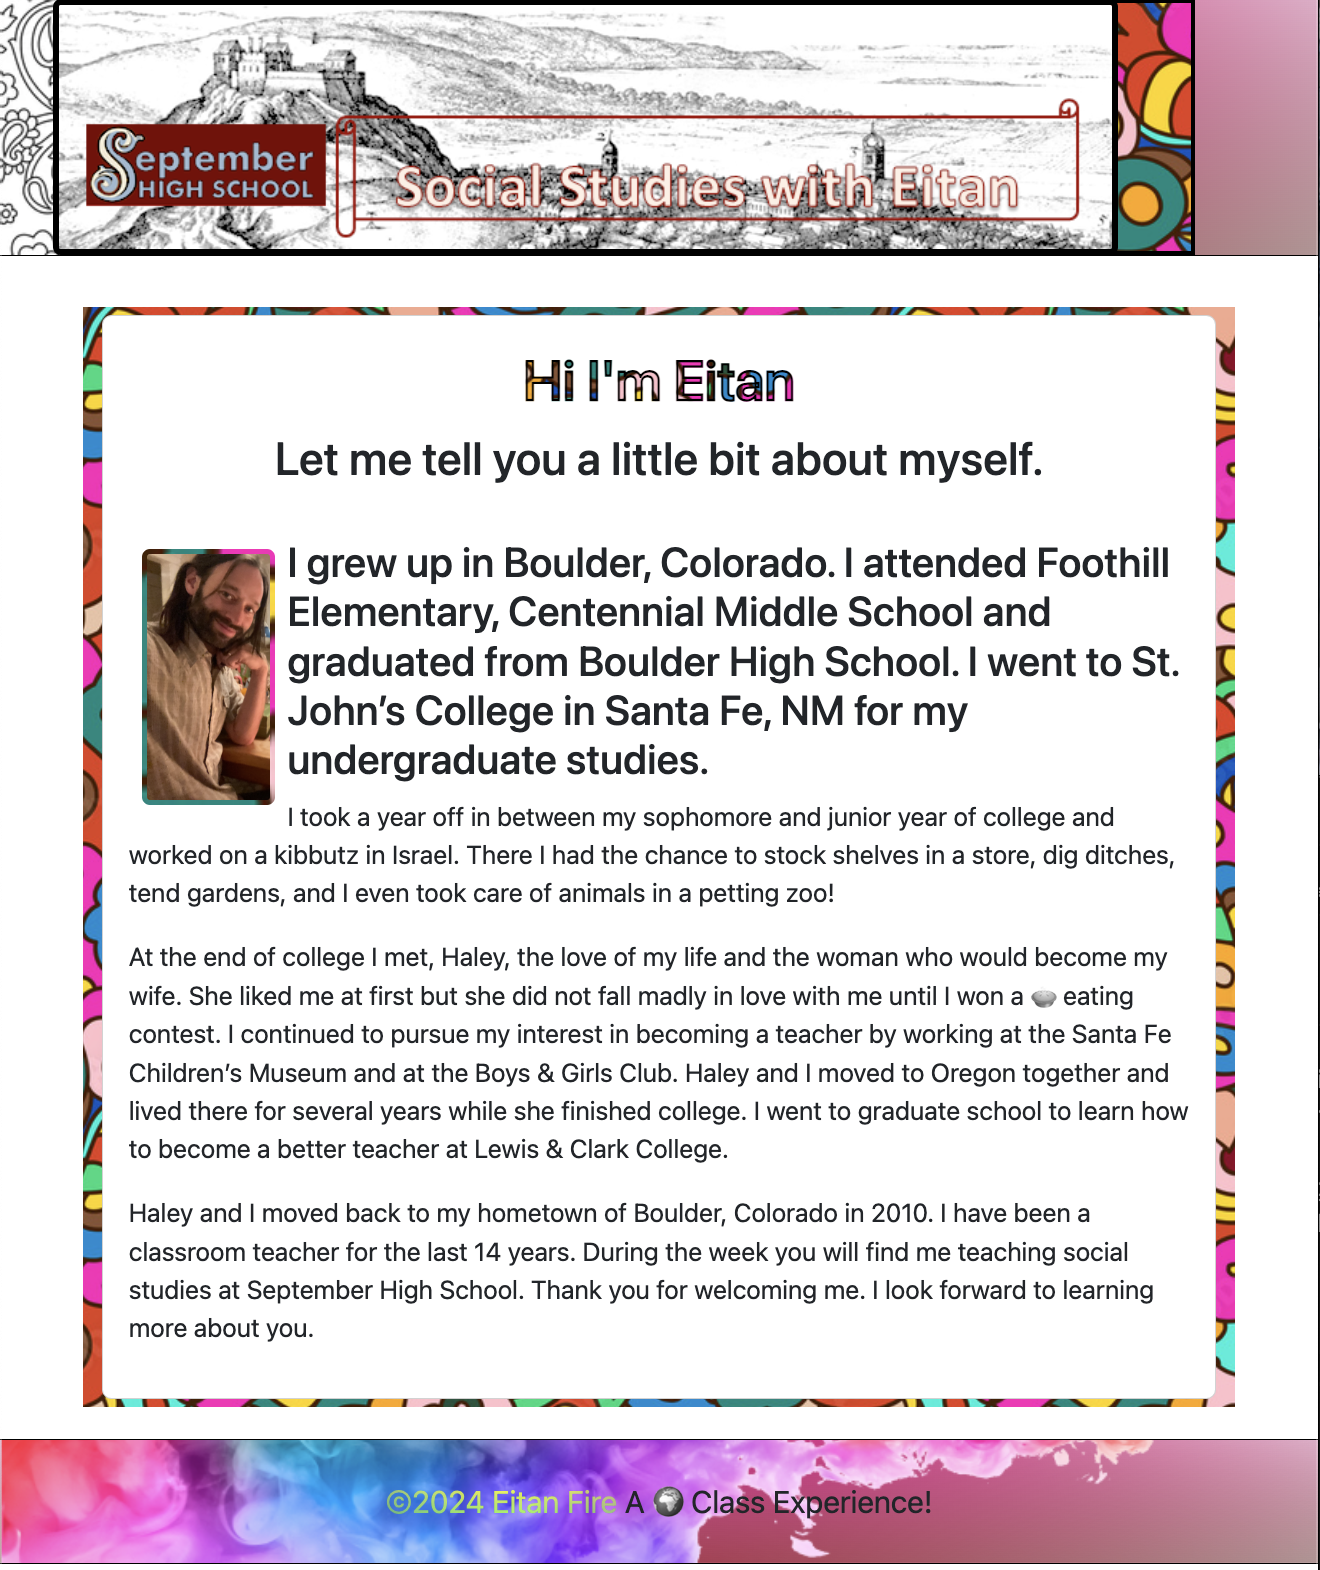 September
HIGH SCHOOL
Social Studies with Eitan
Hi I'm Eitan
Let me tell you a little bit about myself.
I grew up in Boulder, Colorado. I attended Foothill
Elementary, Centennial Middle School and
graduated from Boulder High School. I went to St.
John’s College in Santa Fe, NM for my
undergraduate studies.
I took a year off in between my sophomore and junior year of college and
worked on a kibbutz in Israel. There I had the chance to stock shelves in a store, dig ditches,
tend gardens, and I even took care of animals in a petting zoo!
At the end of college I met, Haley, the love of my life and the woman who would become my
wife. She liked me at first but she did not fall madly in love with me until I won a 🥧 eating
contest. I continued to pursue my interest in becoming a teacher by working at the Santa Fe
Children’s Museum and at the Boys & Girls Club. Haley and I moved to Oregon together and
lived there for several years while she finished college. I went to graduate school to learn how
to become a better teacher at Lewis & Clark College.
Haley and I moved back to my hometown of Boulder, Colorado in 2010. I have been a
classroom teacher for the last 14 years. During the week you will find me teaching social
studies at September High School. Thank you for welcoming me. I look forward to learning
more about you.
©2024 Eitan Fire A 🌍 Class Experience!